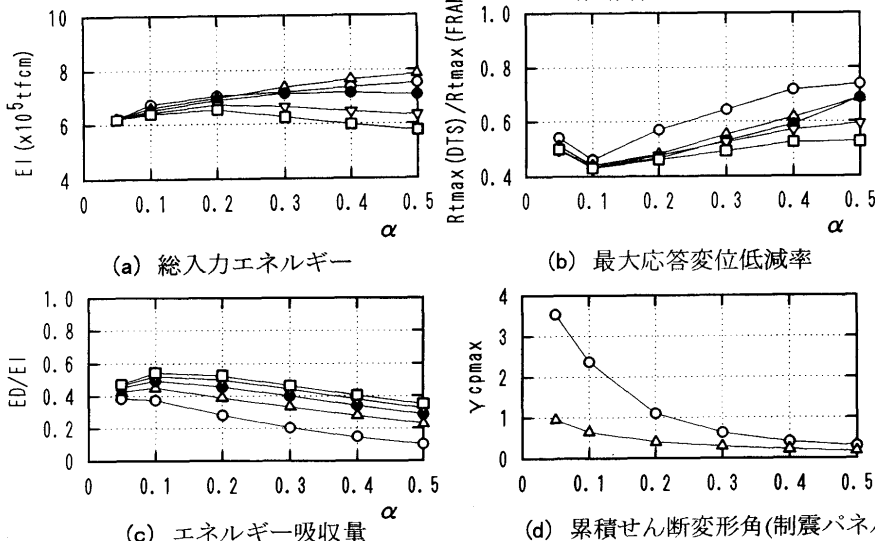 EI (x10⁵tfcm)
10
8
6
4
0 0.1 0.2 0.3 0.4 0.5
α
(a) 総入力エネルギー
Rtmax(DTS)/Rtmax(FRA
1.0
0.8
0.6
0.4
0 0.1 0.2 0.3 0.4 0.5
α
(b) 最大応答変位低減率
ED/EI
1.0
0.8
0.6
0.4
0.2
0
0 0.1 0.2 0.3 0.4 0.5
α
(c) エネルギー吸収量
γcpmax
4
3
2
1
0
0 0.1 0.2 0.3 0.4 0.5
(d) 累積せん断変形角(制震パネ